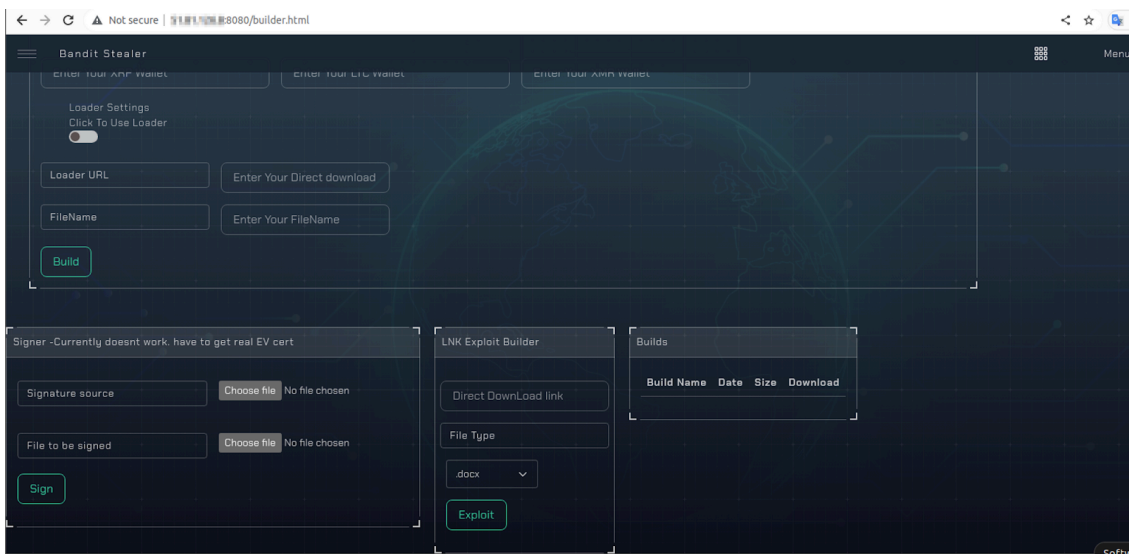 Not secure :8080/builder.html
Bandit Stealer
Menu
Enter Your XRP Wallet Enter Your LTC Wallet Enter Your XMR Wallet
Loader Settings
Click To Use Loader
Loader URL Enter Your Direct download
FileName Enter Your FileName
Build
Signer -Currently doesnt work. have to get real EV cert
Signature source Choose file No file chosen
File to be signed Choose file No file chosen
Sign
LNK Exploit Builder
Direct DownLoad link
File Type
.docx
Exploit
Builds
Build Name Date Size Download